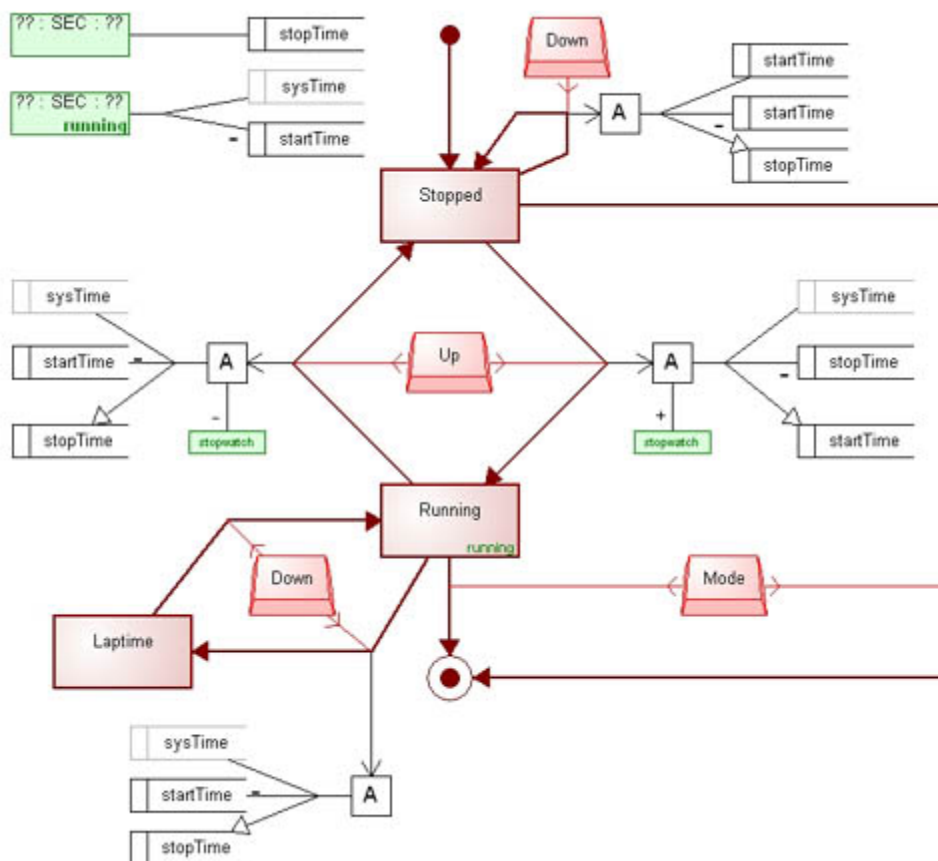 ?? : SEC : ??
stopTime
Down
startTime
sysTime
A
?? : SEC : ??
running
startTime
-
startTime
-
stopTime
Stopped
sysTime
sysTime
startTime
-
A
Up
A
stopTime
-
stopTime
-
stopwatch
+
stopwatch
startTime
Running
running
Down
Mode
Laptime
sysTime
startTime
-
A
stopTime